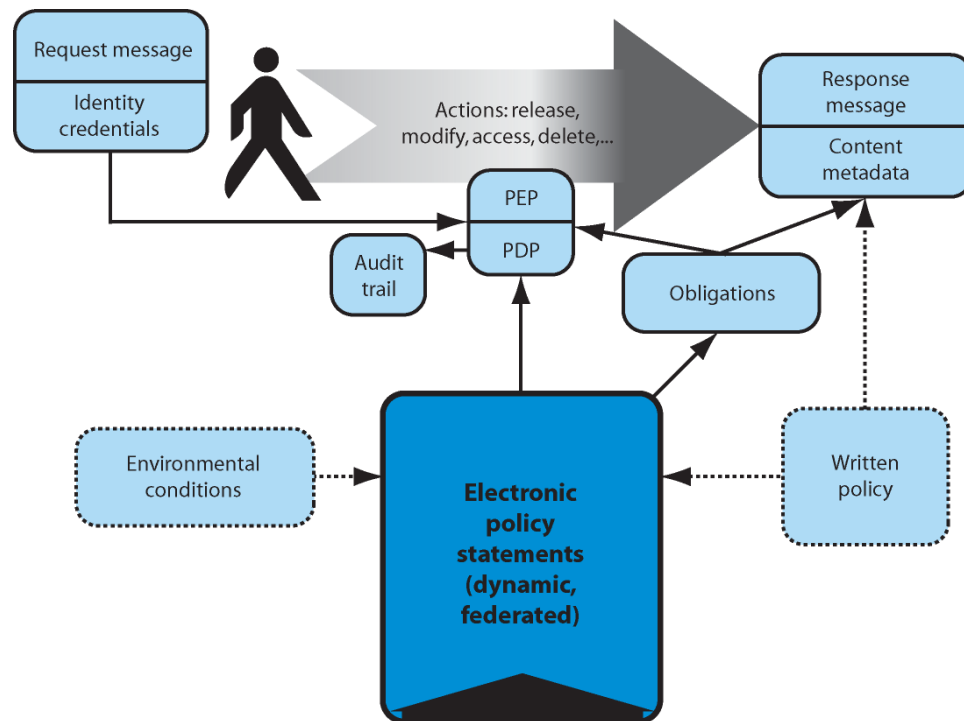 Request message
Identity
credentials
Actions: release,
modify, access, delete,...
Response
message
Content
metadata
PEP
PDP
Audit
trail
Obligations
Environmental
conditions
Electronic
policy
statements
(dynamic,
federated)
Written
policy